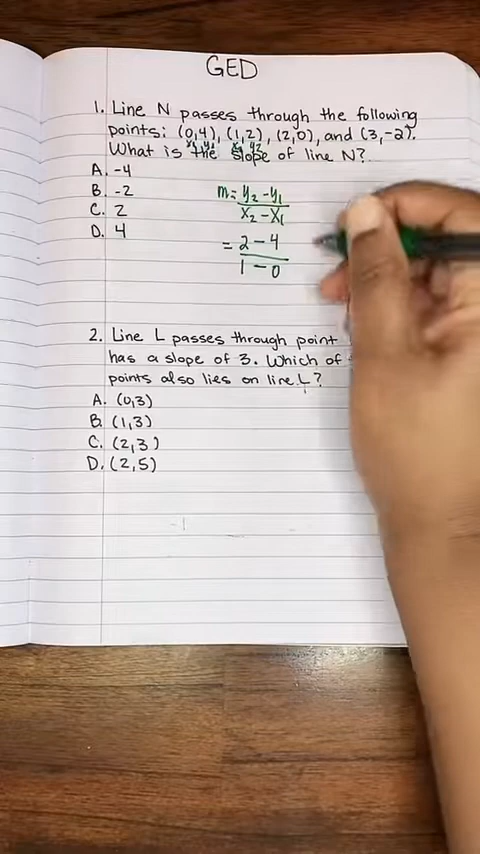 GED
1. Line N passes through the following
points: (0,4), (1,2), (2,0), and (3,-2).
x₁ y₁ x₂ y₂
What is the slope of line N?
A. -4
B. -2
C. 2
D. 4
m = y₂-y₁
x₂-x₁
= 2-4
1-0
2. Line L passes through point
has a slope of 3. Which of
points also lies on line L?
A. (0,3)
B. (1,3)
C. (2,3)
D. (2,5)